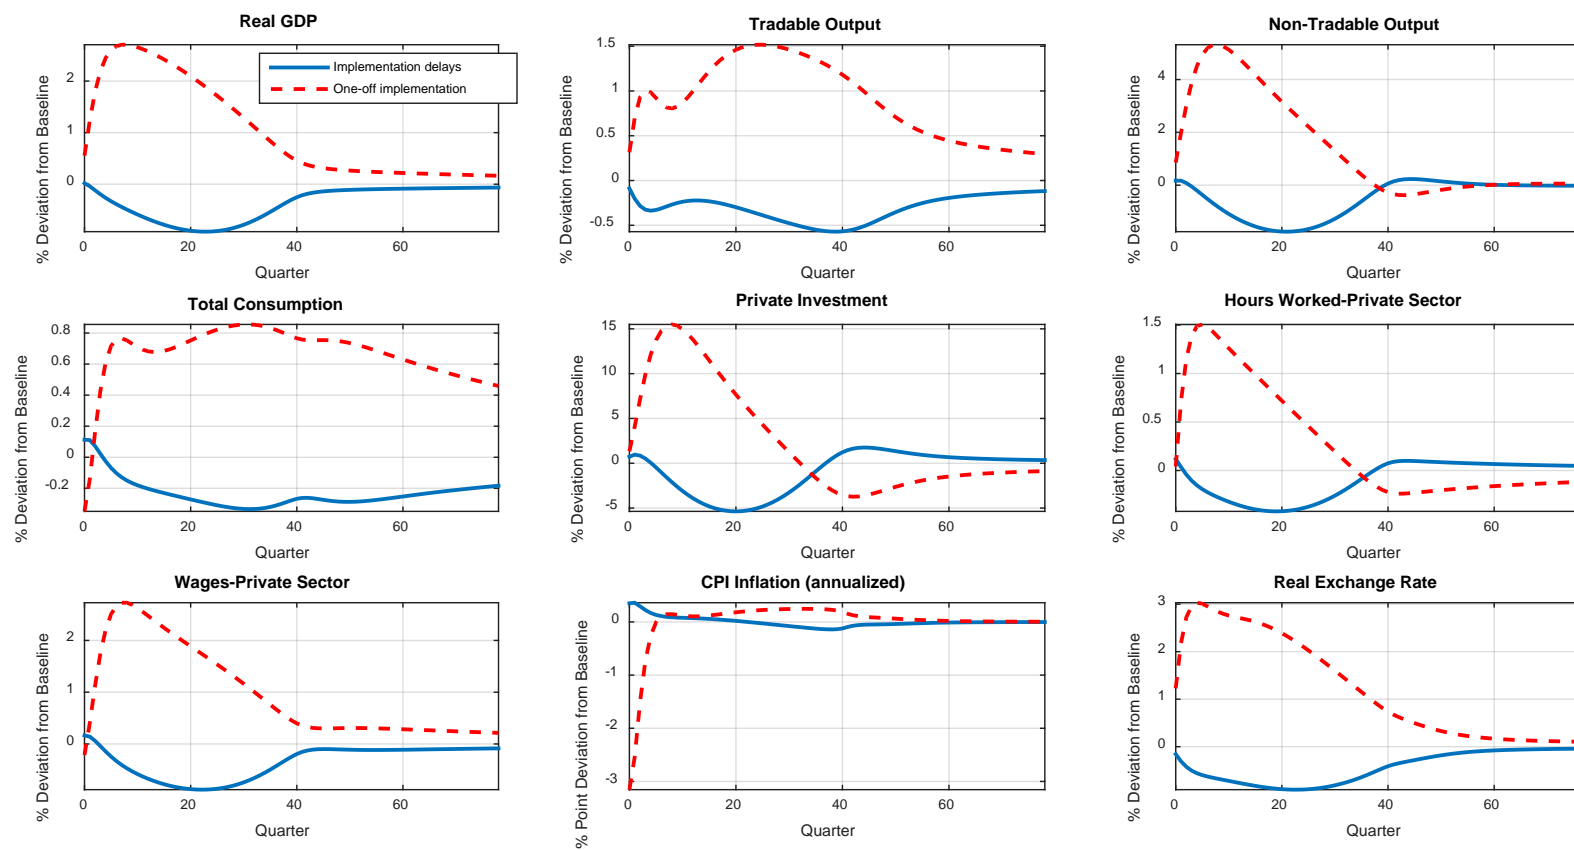 Real GDP
% Deviation from Baseline
2
1
0
0
20
40
60
Quarter
Implementation delays
One-off implementation
Tradable Output
% Deviation from Baseline
1.5
1
0.5
0
-0.5
0
20
40
60
Quarter
Non-Tradable Output
% Deviation from Baseline
4
2
0
0
20
40
60
Quarter
Total Consumption
% Deviation from Baseline
0.8
0.6
0.4
0.2
0
-0.2
0
20
40
60
Quarter
Private Investment
% Deviation from Baseline
15
10
5
0
-5
0
20
40
60
Quarter
Hours Worked-Private Sector
% Deviation from Baseline
1.5
1
0.5
0
0
20
40
60
Quarter
Wages-Private Sector
% Deviation from Baseline
2
1
0
0
20
40
60
Quarter
CPI Inflation (annualized)
% Point Deviation from Baseline
0
-1
-2
-3
0
20
40
60
Quarter
Real Exchange Rate
% Deviation from Baseline
3
2
1
0
0
20
40
60
Quarter